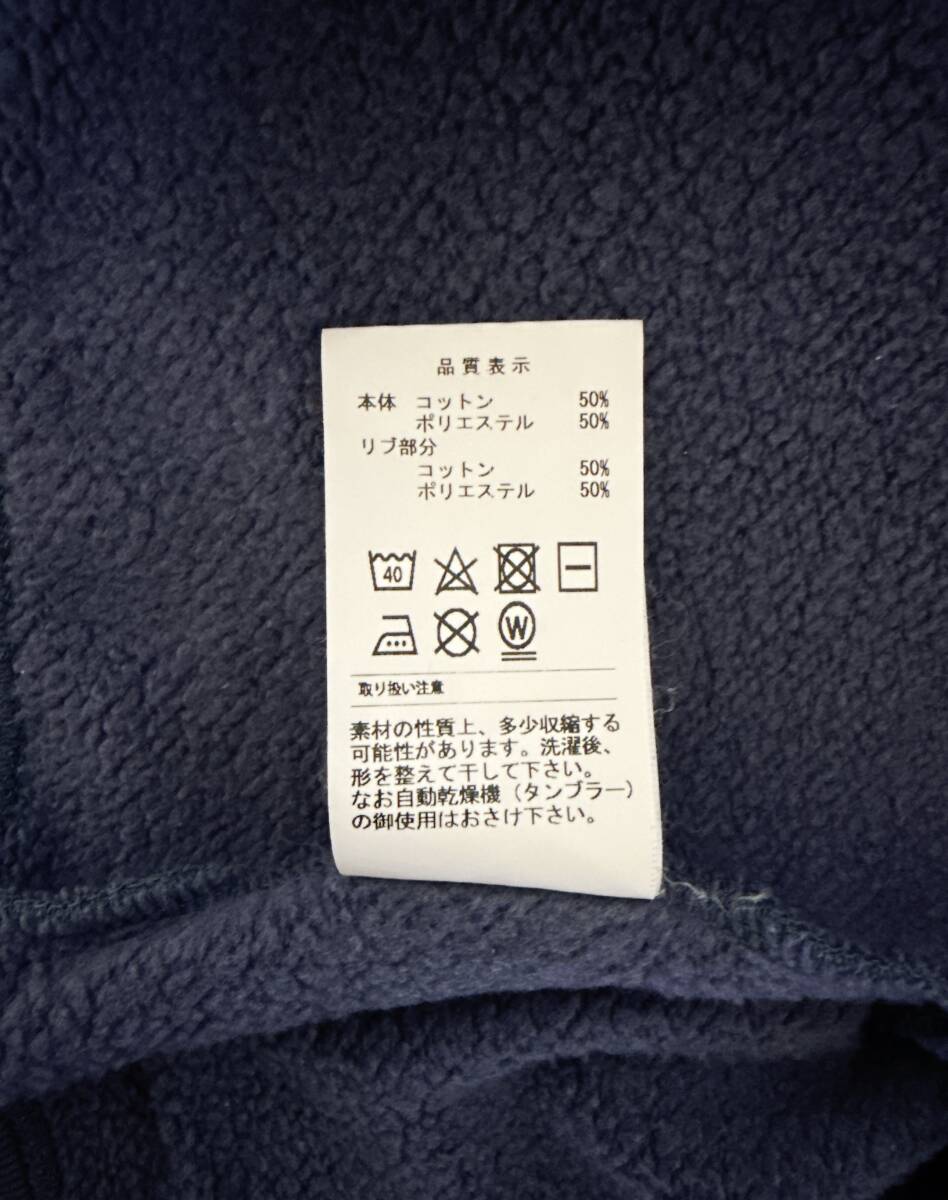 品質表示
本体 コットン 50%
ポリエステル 50%
リブ部分
コットン 50%
ポリエステル 50%
40
W
取り扱い注意
素材の性質上、多少収縮する
可能性があります。洗濯後、
形を整えて干して下さい。
なお自動乾燥機（タンブラー）
の御使用はおさけ下さい。